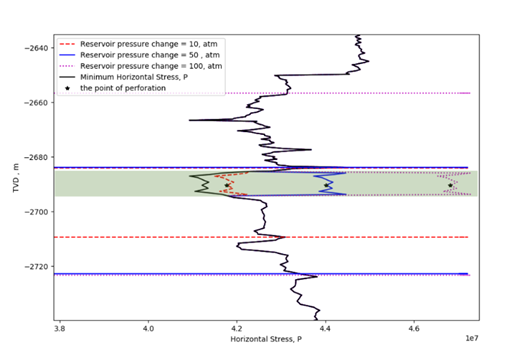 −2640
−2660
−2680
−2700
−2720
TVD , m
Reservoir pressure change = 10, atm
Reservoir pressure change = 50 , atm
Reservoir pressure change = 100, atm
Minimum Horizontal Stress, P
the point of perforation
3.8
4.0
4.2
4.4
4.6
1e7
Horizontal Stress, P